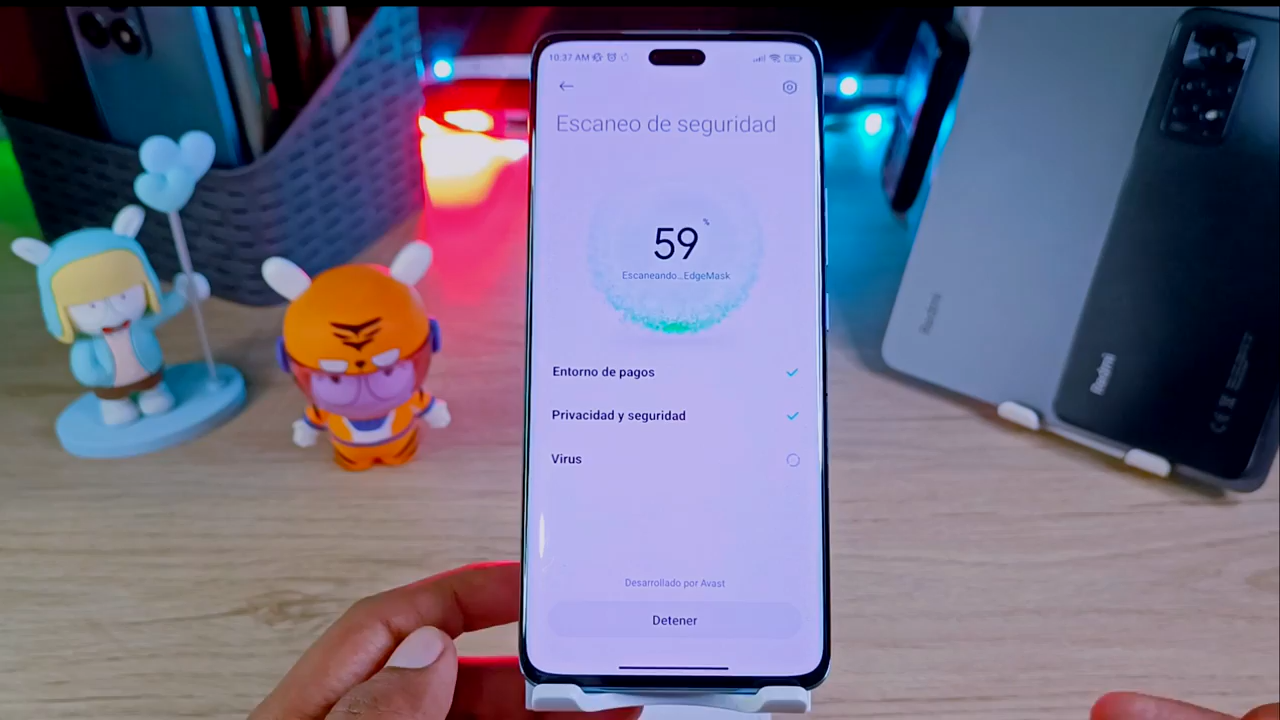 10:37 AM
Escaneo de seguridad
59%
Escaneando...EdgeMask
Entorno de pagos
Privacidad y seguridad
Virus
Desarrollado por Avast
Detener
Redmi
Redmi